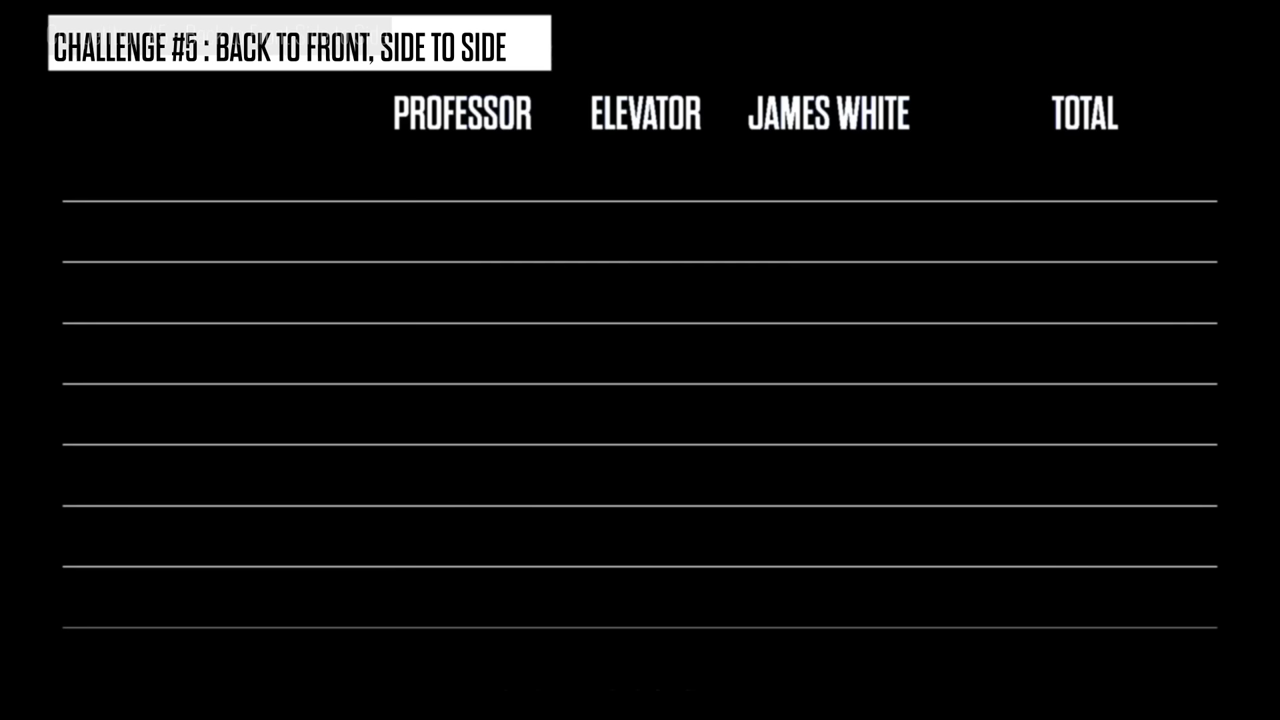 CHALLENGE #5 : BACK TO FRONT, SIDE TO SIDE
PROFESSOR ELEVATOR JAMES WHITE TOTAL